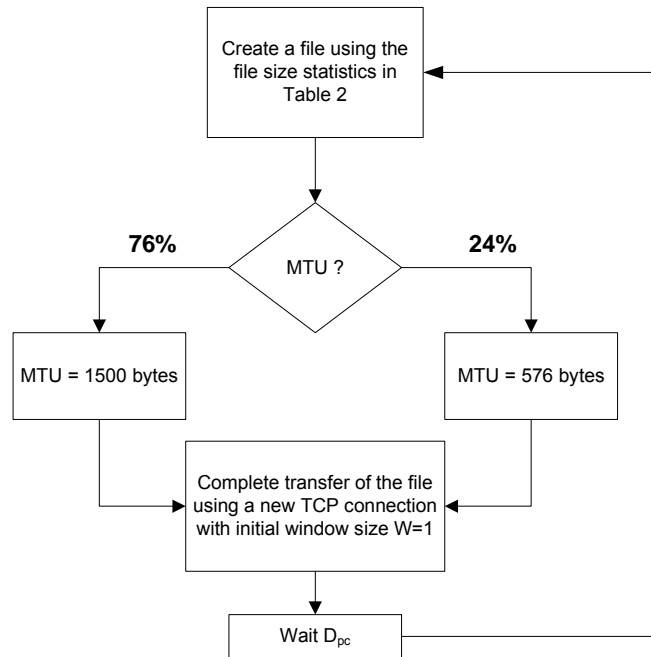 Create a file using the
file size statistics in
Table 2
76%
24%
MTU ?
MTU = 1500 bytes
MTU = 576 bytes
Complete transfer of the file
using a new TCP connection
with initial window size W=1
Wait Dpc